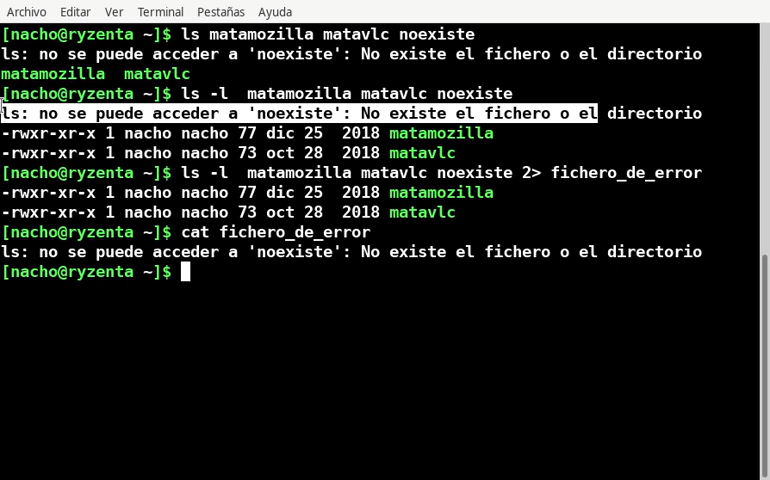 Archivo Editar Ver Terminal Pestañas Ayuda
[nacho@ryzenta ~]$ ls matamozilla matavlc noexiste
ls: no se puede acceder a 'noexiste': No existe el fichero o el directorio
matamozilla  matavlc
[nacho@ryzenta ~]$ ls -l  matamozilla matavlc noexiste
ls: no se puede acceder a 'noexiste': No existe el fichero o el directorio
-rwxr-xr-x 1 nacho nacho 77 dic 25  2018 matamozilla
-rwxr-xr-x 1 nacho nacho 73 oct 28  2018 matavlc
[nacho@ryzenta ~]$ ls -l  matamozilla matavlc noexiste 2> fichero_de_error
-rwxr-xr-x 1 nacho nacho 77 dic 25  2018 matamozilla
-rwxr-xr-x 1 nacho nacho 73 oct 28  2018 matavlc
[nacho@ryzenta ~]$ cat fichero_de_error
ls: no se puede acceder a 'noexiste': No existe el fichero o el directorio
[nacho@ryzenta ~]$